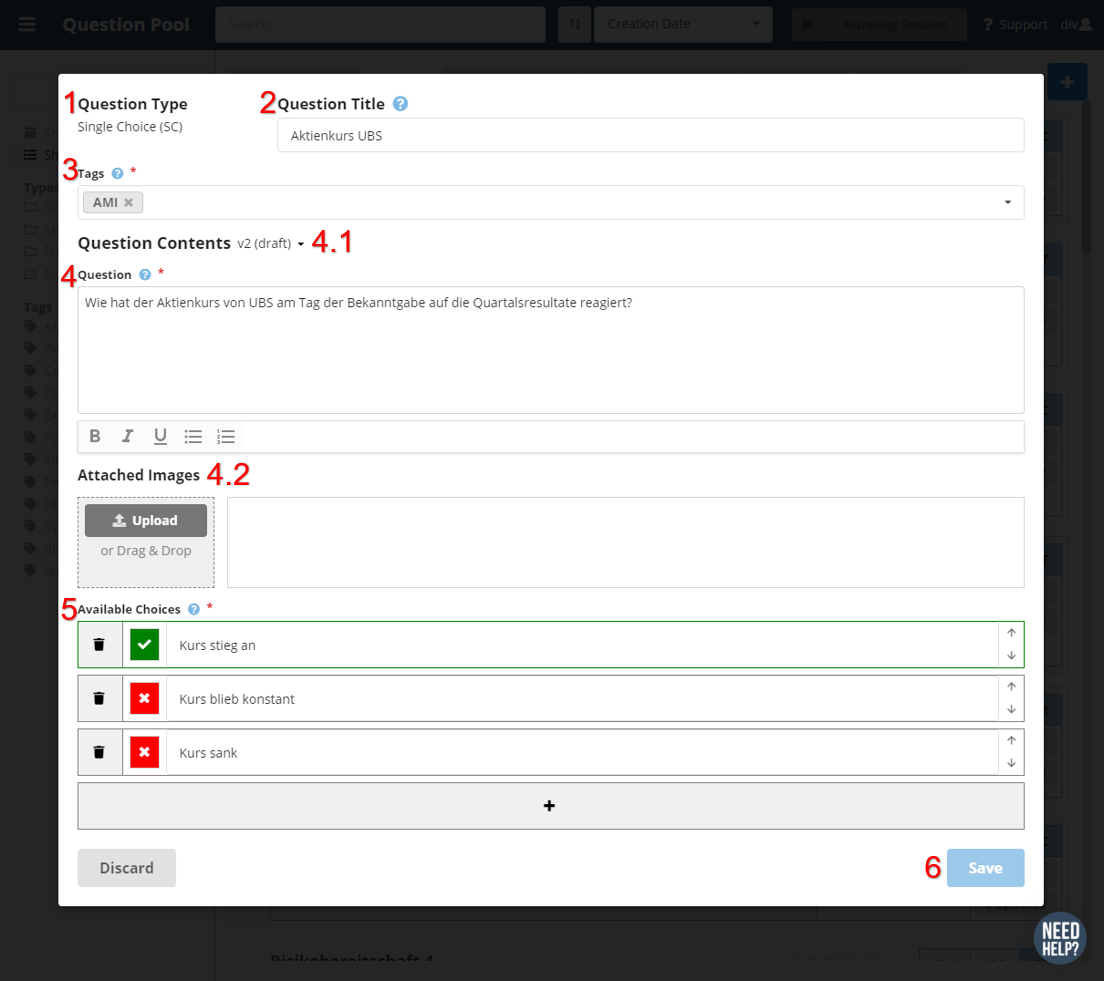 Question Pool
Search...
Creation Date
Running Session
? Support
div
1 Question Type
Single Choice (SC)
2 Question Title ?
Aktienkurs UBS
3 Tags ? *
AMI
Question Contents v2 (draft) 4.1
4 Question ? *
Wie hat der Aktienkurs von UBS am Tag der Bekanntgabe auf die Quartalsresultate reagiert?
B I U
Attached Images 4.2
Upload
or Drag & Drop
5 Available Choices ? *
Kurs stieg an
Kurs blieb konstant
Kurs sank
+
Discard
6 Save
NEED
HELP?
Types
Tags
Risikobereitschaft 4